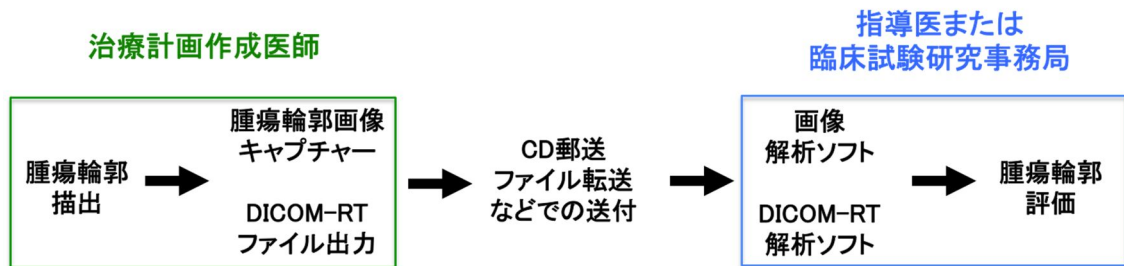 治療計画作成医師
指導医または
臨床試験研究事務局
腫瘍輪郭
描出
腫瘍輪郭画像
キャプチャー
DICOM-RT
ファイル出力
CD郵送
ファイル転送
などでの送付
画像
解析ソフト
DICOM-RT
解析ソフト
腫瘍輪郭
評価